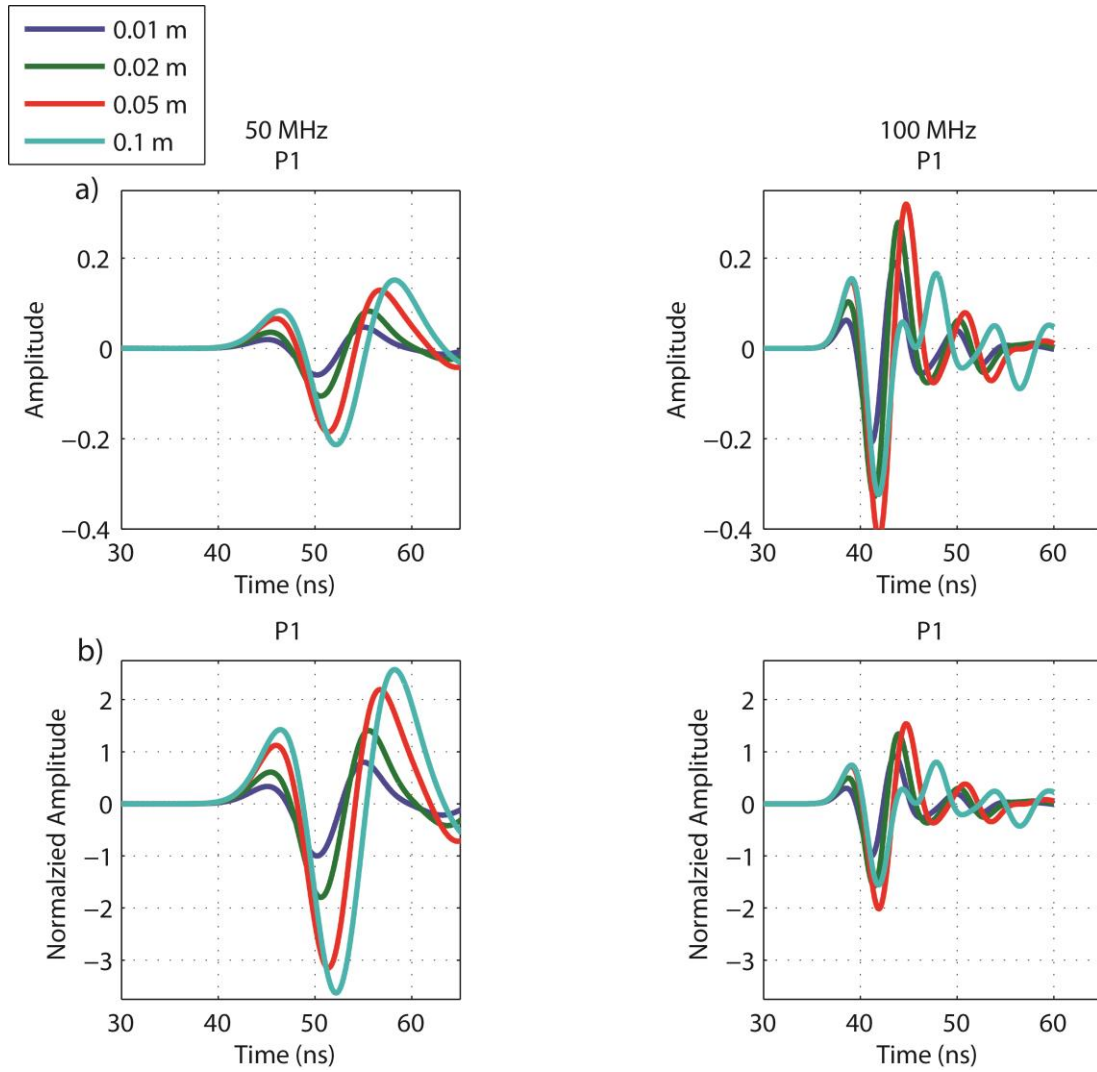 0.01 m
0.02 m
0.05 m
0.1 m
50 MHz
P1
100 MHz
P1
a)
0.2
0
−0.2
−0.4
Amplitude
30 40 50 60
Time (ns)
0.2
0
−0.2
−0.4
Amplitude
30 40 50 60
Time (ns)
P1
b)
2
1
0
−1
−2
−3
Normalzied Amplitude
30 40 50 60
Time (ns)
P1
2
1
0
−1
−2
−3
Normalzied Amplitude
30 40 50 60
Time (ns)